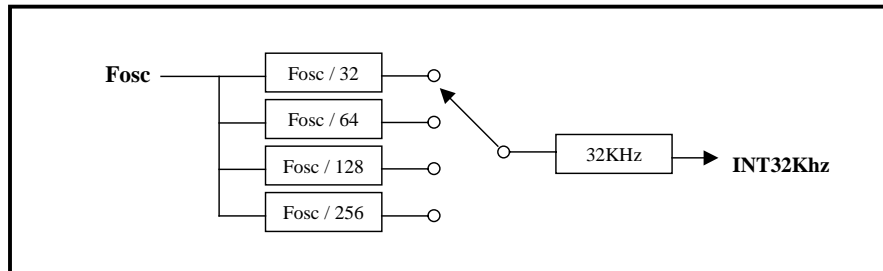 Fosc
Fosc / 32
Fosc / 64
Fosc / 128
Fosc / 256
32KHz
INT32Khz